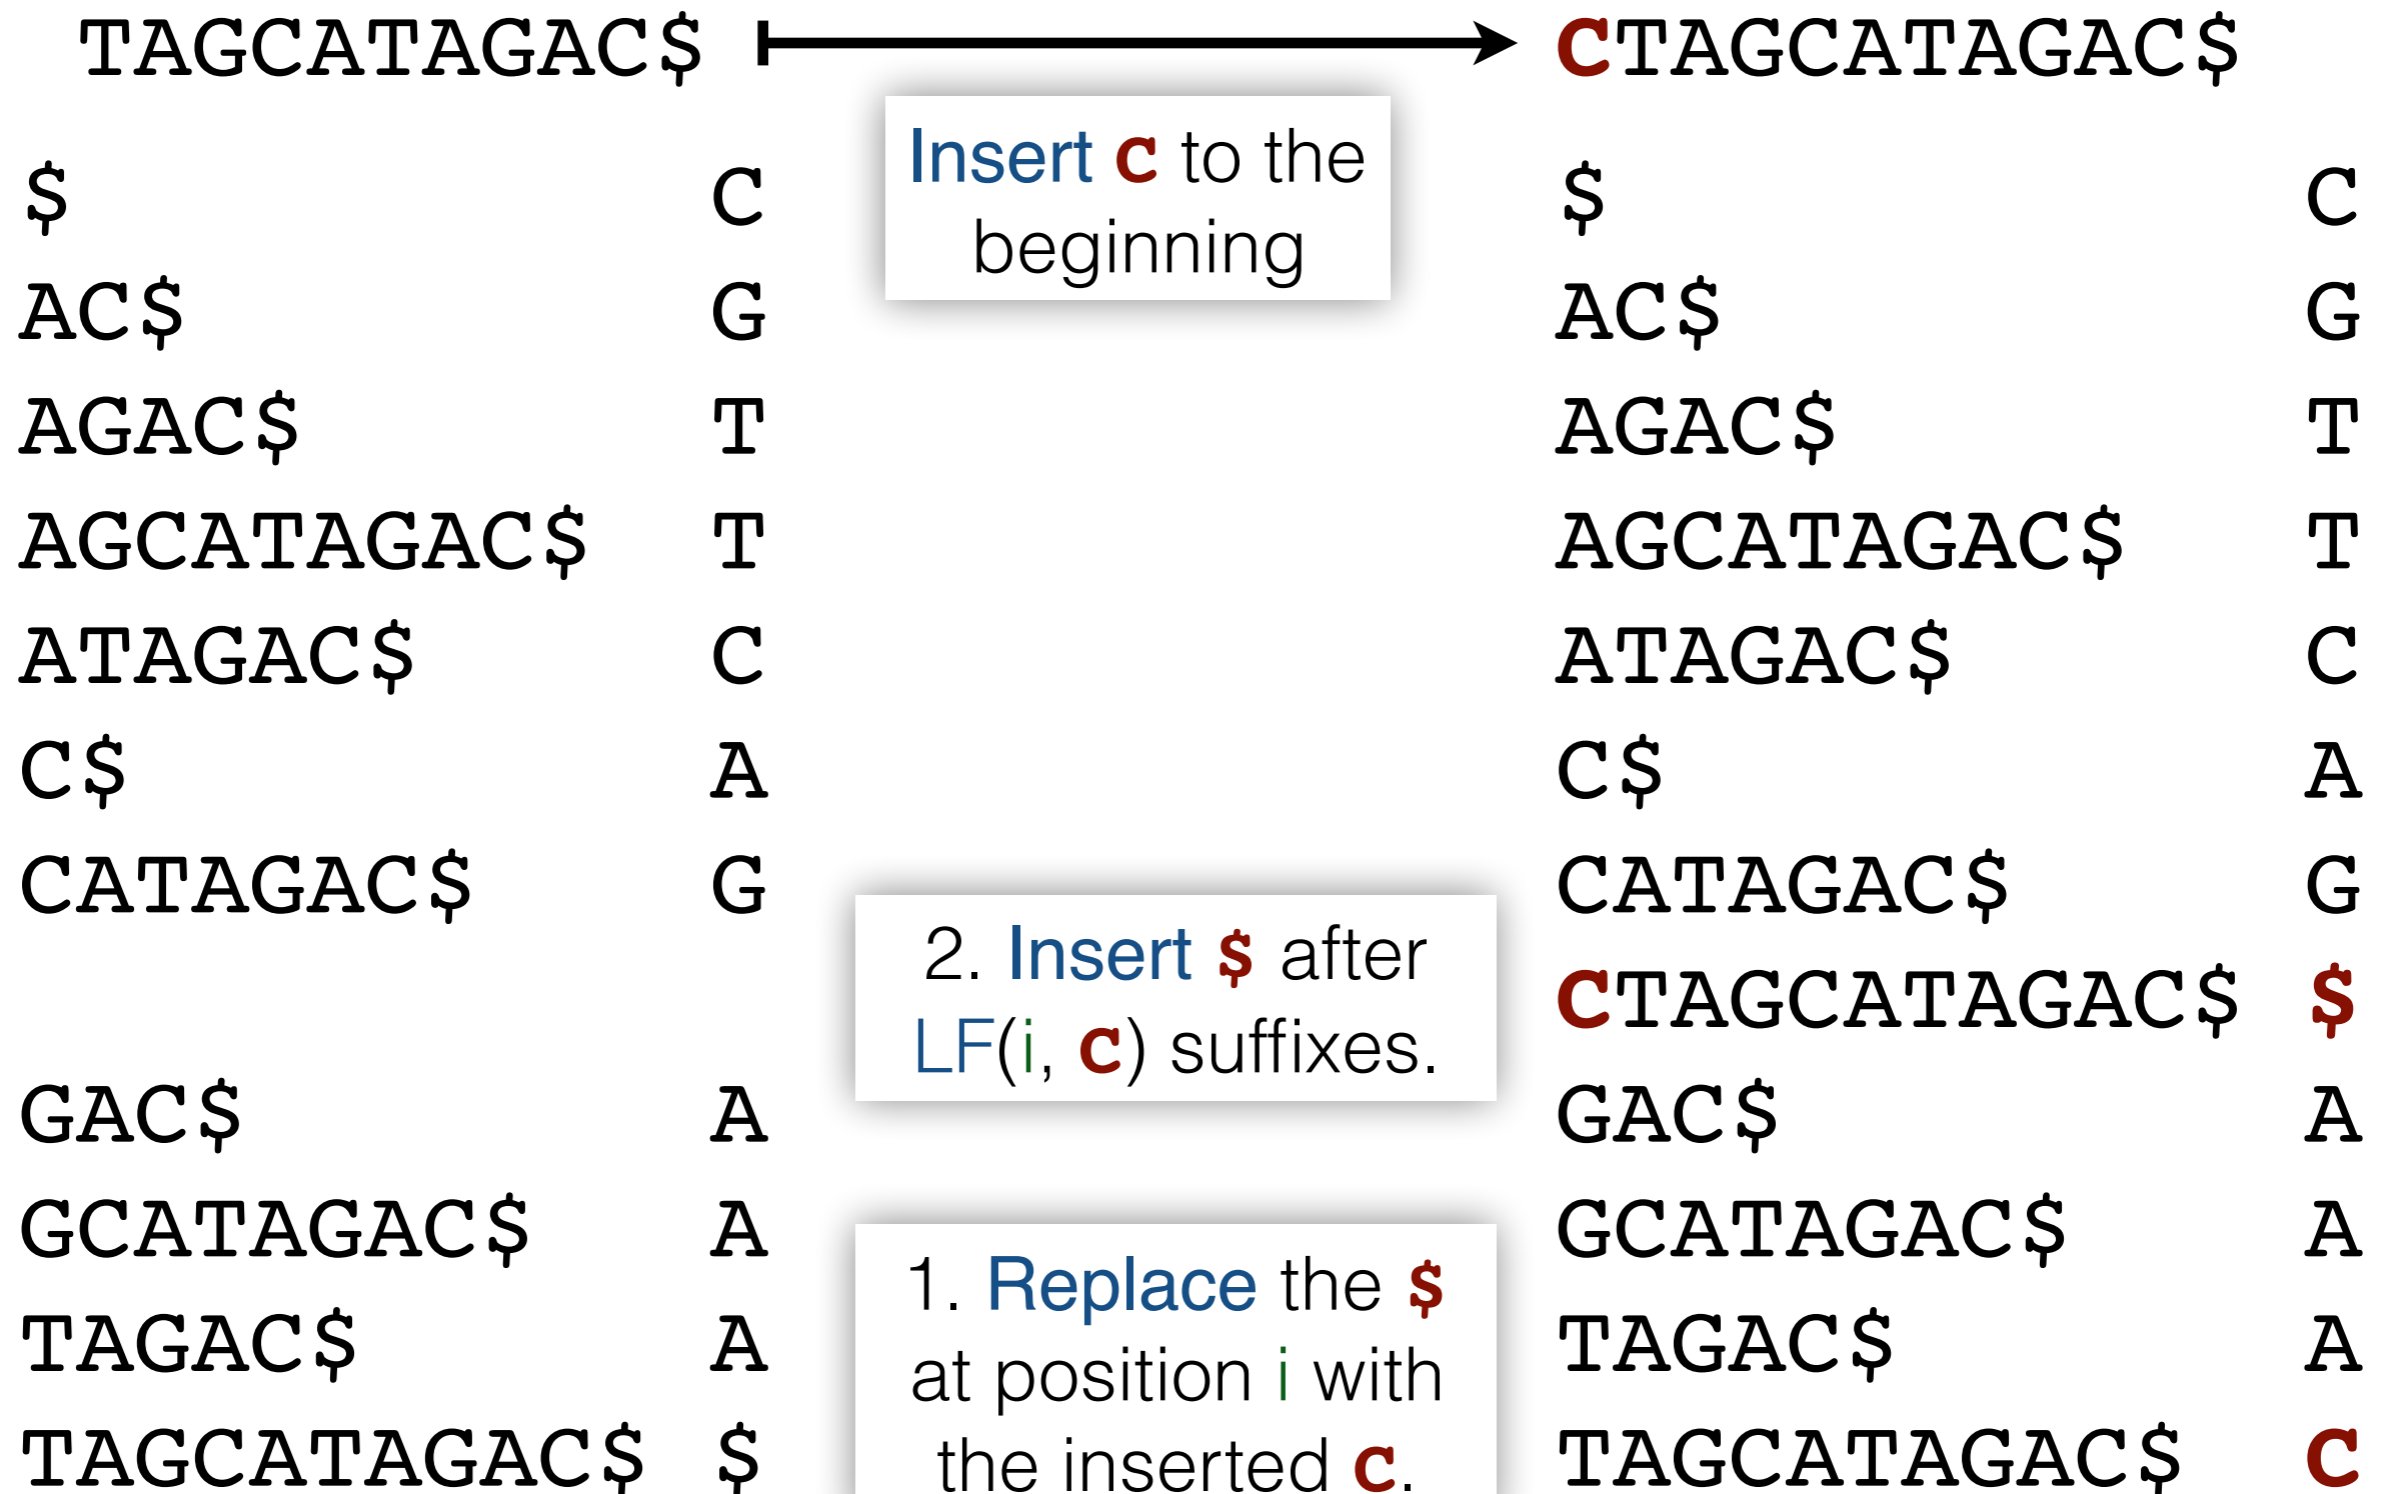 TAGCATAGAC$ CTAGCATAGAC$
Insert C to the
beginning
$ C $ C
AC$ G AC$ G
AGAC$ T AGAC$ T
AGCATAGAC$ T AGCATAGAC$ T
ATAGAC$ C ATAGAC$ C
C$ A C$ A
CATAGAC$ G CATAGAC$ G
2. Insert $ after
LF(i, C) suffixes.
CTAGCATAGAC$ $
GAC$ A GAC$ A
GCATAGAC$ A GCATAGAC$ A
1. Replace the $
at position i with
the inserted C.
TAGAC$ A TAGAC$ A
TAGCATAGAC$ $ TAGCATAGAC$ C